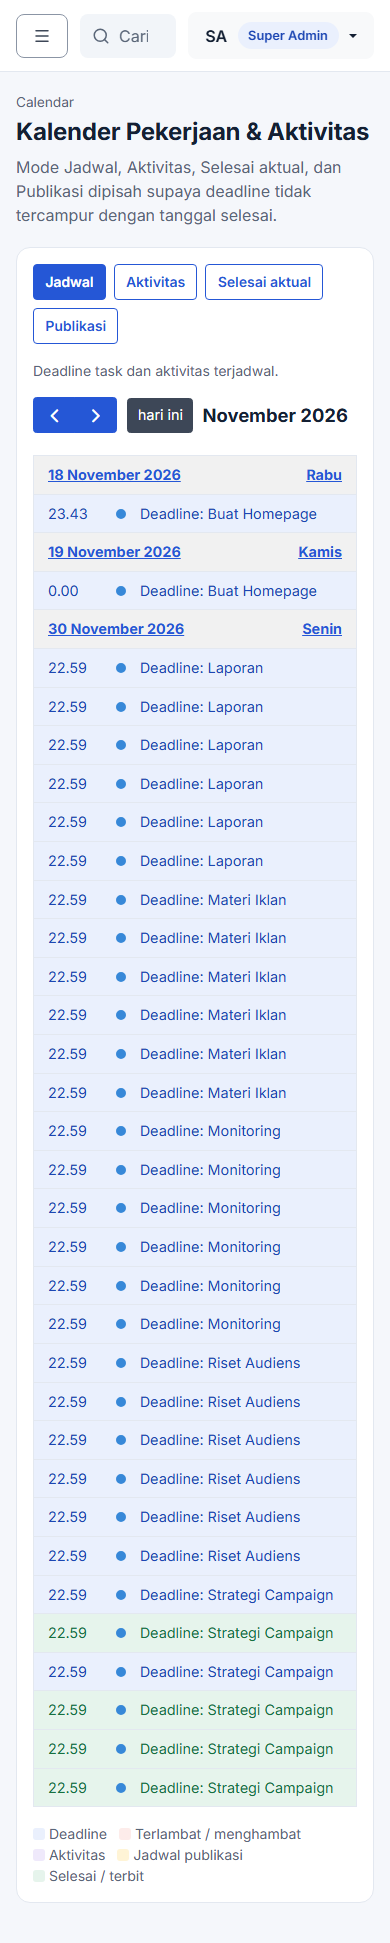 Cari
SA Super Admin
Calendar
Kalender Pekerjaan & Aktivitas
Mode Jadwal, Aktivitas, Selesai aktual, dan
Publikasi dipisah supaya deadline tidak
tercampur dengan tanggal selesai.
Jadwal Aktivitas Selesai aktual
Publikasi
Deadline task dan aktivitas terjadwal.
hari ini November 2026
18 November 2026 Rabu
23.43 Deadline: Buat Homepage
19 November 2026 Kamis
0.00 Deadline: Buat Homepage
30 November 2026 Senin
22.59 Deadline: Laporan
22.59 Deadline: Laporan
22.59 Deadline: Laporan
22.59 Deadline: Laporan
22.59 Deadline: Laporan
22.59 Deadline: Laporan
22.59 Deadline: Materi Iklan
22.59 Deadline: Materi Iklan
22.59 Deadline: Materi Iklan
22.59 Deadline: Materi Iklan
22.59 Deadline: Materi Iklan
22.59 Deadline: Materi Iklan
22.59 Deadline: Monitoring
22.59 Deadline: Monitoring
22.59 Deadline: Monitoring
22.59 Deadline: Monitoring
22.59 Deadline: Monitoring
22.59 Deadline: Monitoring
22.59 Deadline: Riset Audiens
22.59 Deadline: Riset Audiens
22.59 Deadline: Riset Audiens
22.59 Deadline: Riset Audiens
22.59 Deadline: Riset Audiens
22.59 Deadline: Riset Audiens
22.59 Deadline: Strategi Campaign
22.59 Deadline: Strategi Campaign
22.59 Deadline: Strategi Campaign
22.59 Deadline: Strategi Campaign
22.59 Deadline: Strategi Campaign
22.59 Deadline: Strategi Campaign
Deadline Terlambat / menghambat
Aktivitas Jadwal publikasi
Selesai / terbit